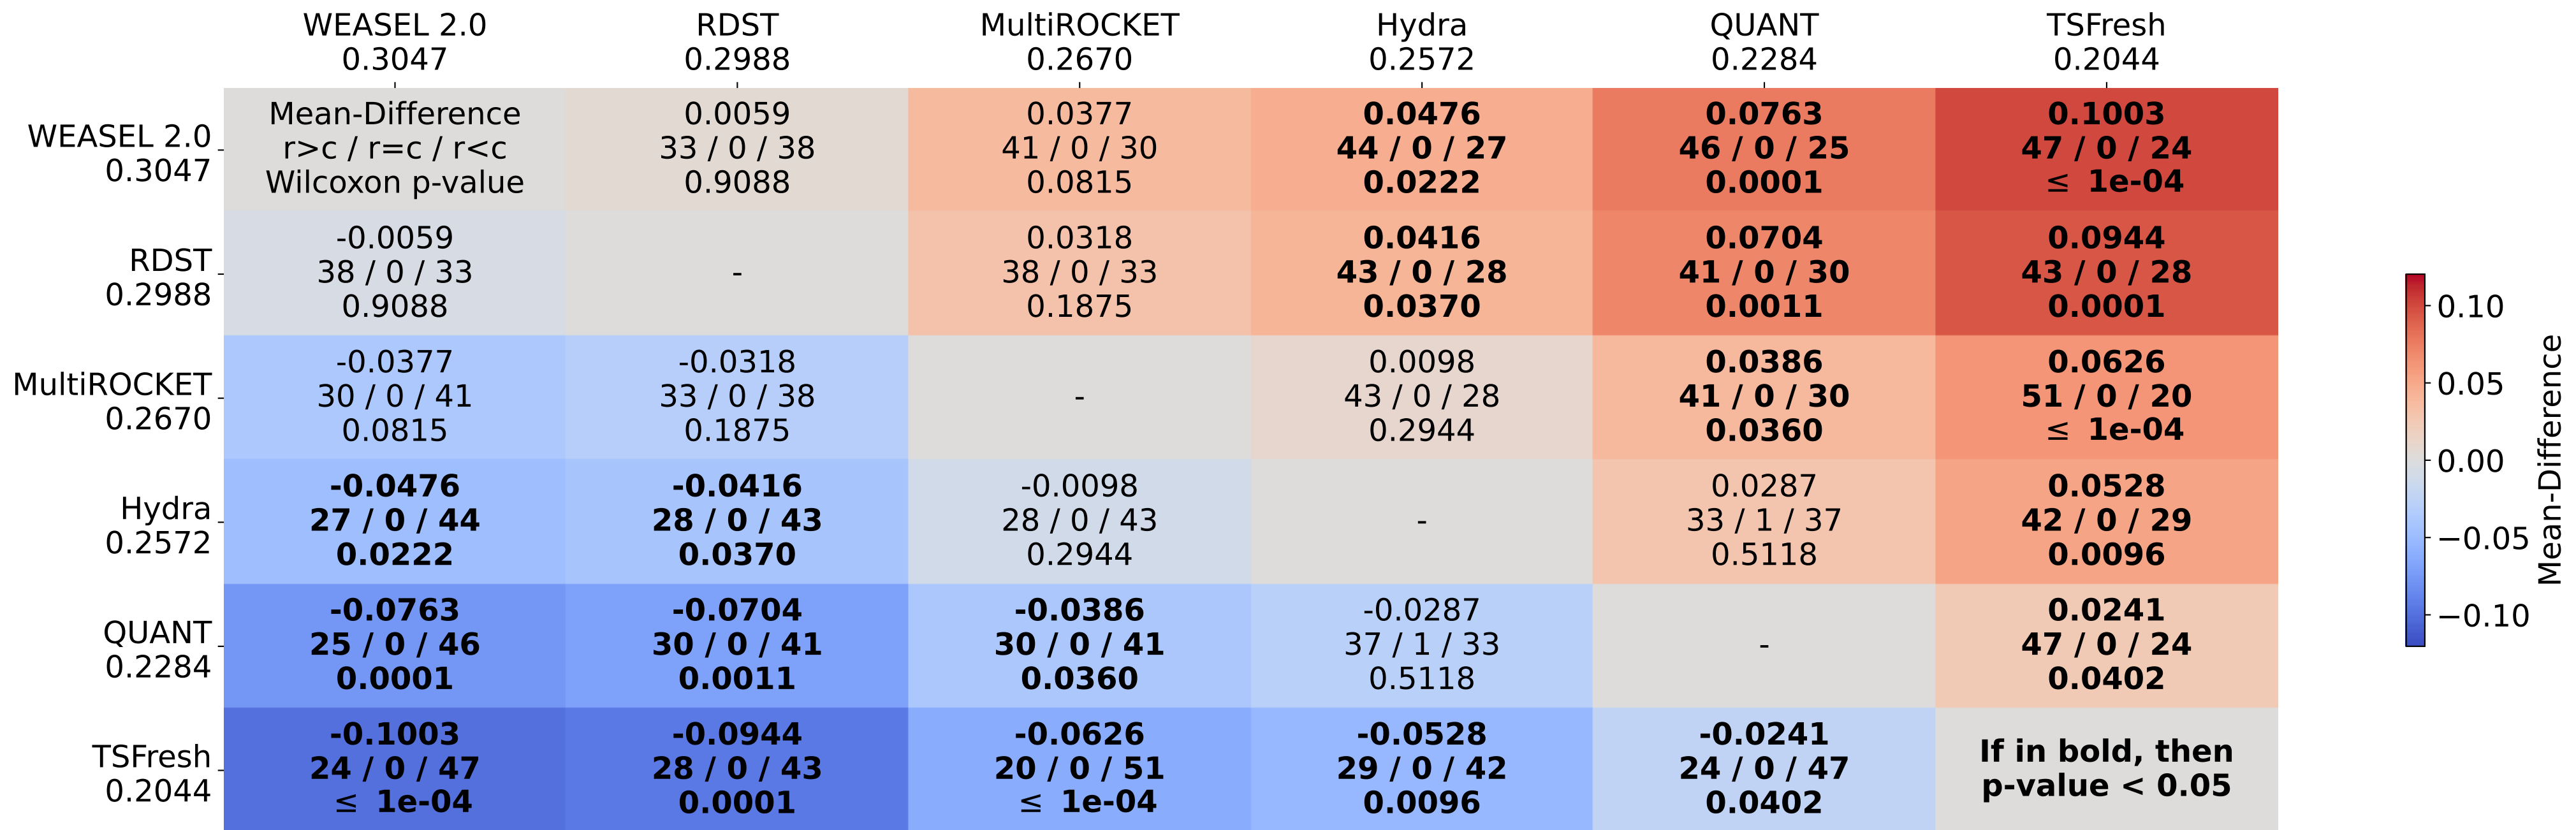 WEASEL 2.0
0.3047
RDST
0.2988
MultiROCKET
0.2670
Hydra
0.2572
QUANT
0.2284
TSFresh
0.2044
WEASEL 2.0
0.3047
Mean-Difference
r>c / r=c / r<c
Wilcoxon p-value
0.0059
33 / 0 / 38
0.9088
0.0377
41 / 0 / 30
0.0815
0.0476
44 / 0 / 27
0.0222
0.0763
46 / 0 / 25
0.0001
0.1003
47 / 0 / 24
≤ 1e-04
RDST
0.2988
-0.0059
38 / 0 / 33
0.9088
-
0.0318
38 / 0 / 33
0.1875
0.0416
43 / 0 / 28
0.0370
0.0704
41 / 0 / 30
0.0011
0.0944
43 / 0 / 28
0.0001
MultiROCKET
0.2670
-0.0377
30 / 0 / 41
0.0815
-0.0318
33 / 0 / 38
0.1875
-
0.0098
43 / 0 / 28
0.2944
0.0386
41 / 0 / 30
0.0360
0.0626
51 / 0 / 20
≤ 1e-04
Hydra
0.2572
-0.0476
27 / 0 / 44
0.0222
-0.0416
28 / 0 / 43
0.0370
-0.0098
28 / 0 / 43
0.2944
-
0.0287
33 / 1 / 37
0.5118
0.0528
42 / 0 / 29
0.0096
QUANT
0.2284
-0.0763
25 / 0 / 46
0.0001
-0.0704
30 / 0 / 41
0.0011
-0.0386
30 / 0 / 41
0.0360
-0.0287
37 / 1 / 33
0.5118
-
0.0241
47 / 0 / 24
0.0402
TSFresh
0.2044
-0.1003
24 / 0 / 47
≤ 1e-04
-0.0944
28 / 0 / 43
0.0001
-0.0626
20 / 0 / 51
≤ 1e-04
-0.0528
29 / 0 / 42
0.0096
-0.0241
24 / 0 / 47
0.0402
If in bold, then
p-value < 0.05
0.10
0.05
0.00
−0.05
−0.10
Mean-Difference